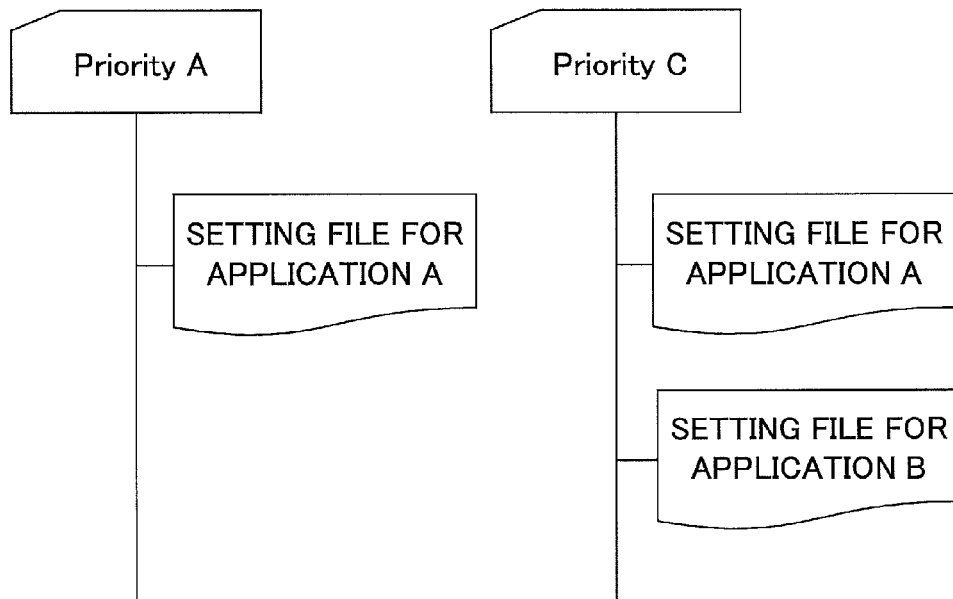 Priority A
SETTING FILE FOR
APPLICATION A
Priority C
SETTING FILE FOR
APPLICATION A
SETTING FILE FOR
APPLICATION B